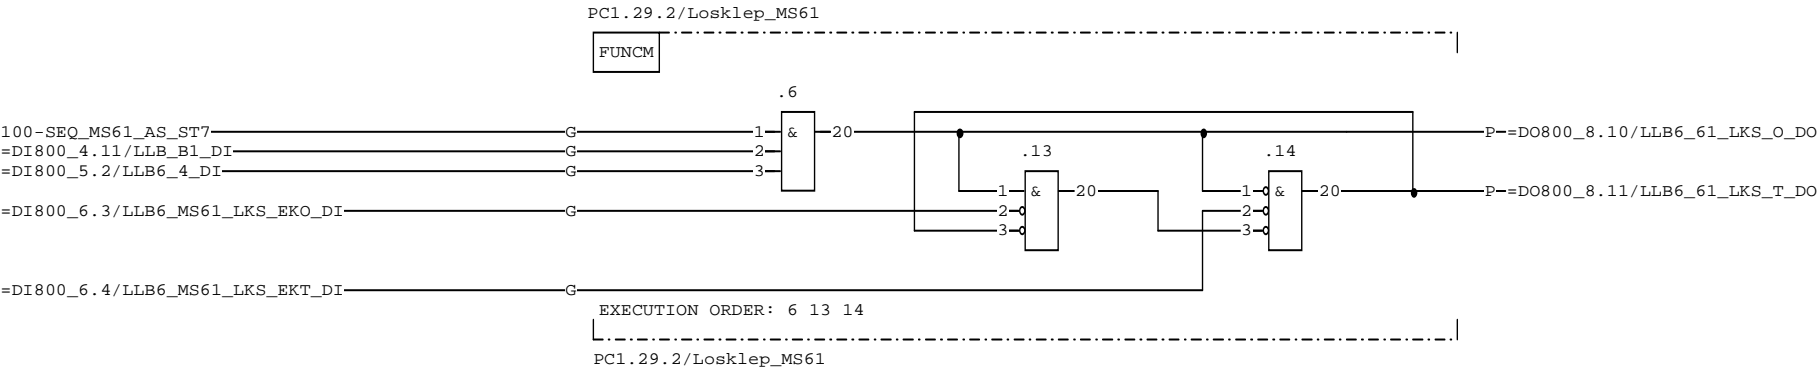 PC1.29.2/Losklep_MS61
FUNCM
.6
100-SEQ_MS61_AS_ST7 G 1 & 20 P =DO800_8.10/LLB6_61_LKS_O_DO
=DI800_4.11/LLB_B1_DI G 2 .13 .14
=DI800_5.2/LLB6_4_DI G 3
1 & 20 1 & 20 P =DO800_8.11/LLB6_61_LKS_T_DO
=DI800_6.3/LLB6_MS61_LKS_EKO_DI G 2 2
3 3
=DI800_6.4/LLB6_MS61_LKS_EKT_DI G
EXECUTION ORDER: 6 13 14
PC1.29.2/Losklep_MS61